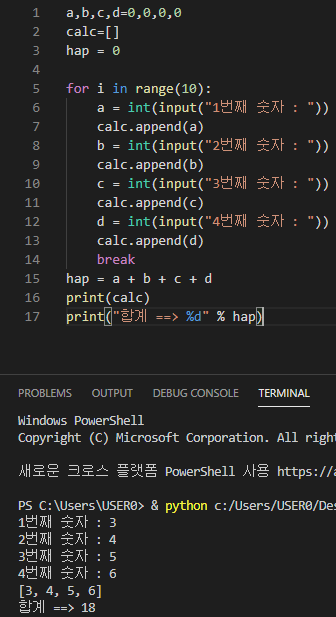 1 a,b,c,d=0,0,0,0
2 calc=[]
3 hap = 0
4
5 for i in range(10):
6 a = int(input("1번째 숫자 : "))
7 calc.append(a)
8 b = int(input("2번째 숫자 : "))
9 calc.append(b)
10 c = int(input("3번째 숫자 : "))
11 calc.append(c)
12 d = int(input("4번째 숫자 : "))
13 calc.append(d)
14 break
15 hap = a + b + c + d
16 print(calc)
17 print("합계 ==> %d" % hap)
PROBLEMS OUTPUT DEBUG CONSOLE TERMINAL
Windows PowerShell
Copyright (C) Microsoft Corporation. All
새로운 크로스 플랫폼 PowerShell 사용 https://
PS C:\Users\USER0> & python c:/Users/USER0/
1번째 숫자 : 3
2번째 숫자 : 4
3번째 숫자 : 5
4번째 숫자 : 6
[3, 4, 5, 6]
합계 ==> 18